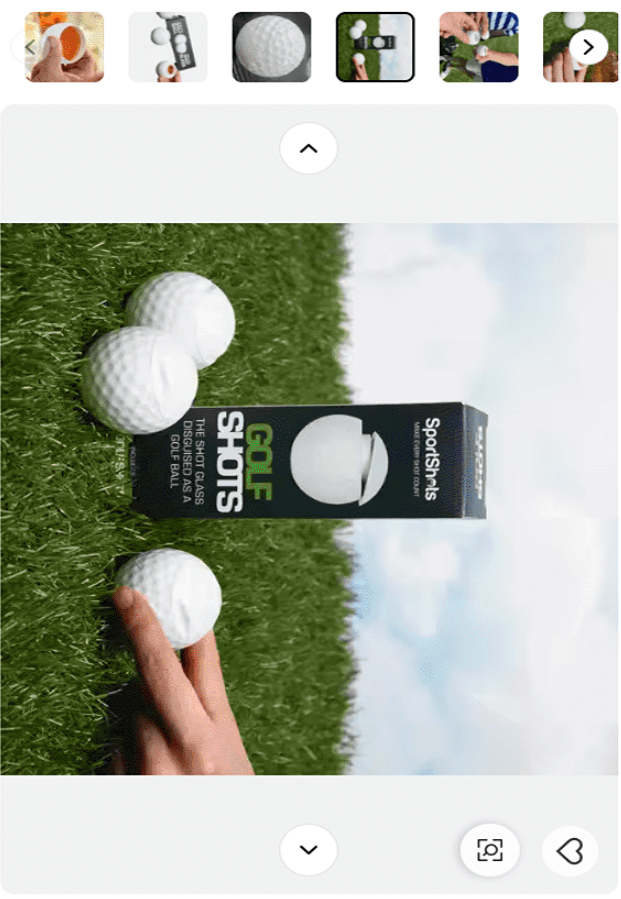 SportShots
MAKE EVERY SHOT COUNT
GOLF
SHOTS
THE SHOT GLASS
DISGUISED AS A
GOLF BALL